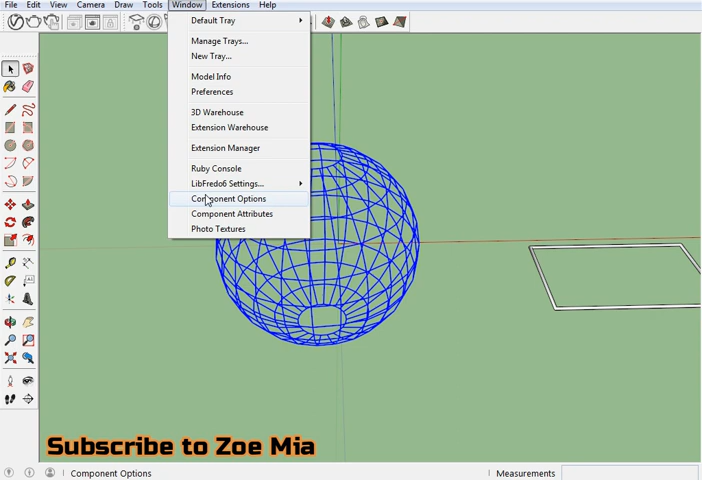 File Edit View Camera Draw Tools Window Extensions Help
Default Tray
Manage Trays...
New Tray...
Model Info
Preferences
3D Warehouse
Extension Warehouse
Extension Manager
Ruby Console
LibFredo6 Settings...
Component Options
Component Attributes
Photo Textures
Subscribe to Zoe Mia
Component Options Measurements